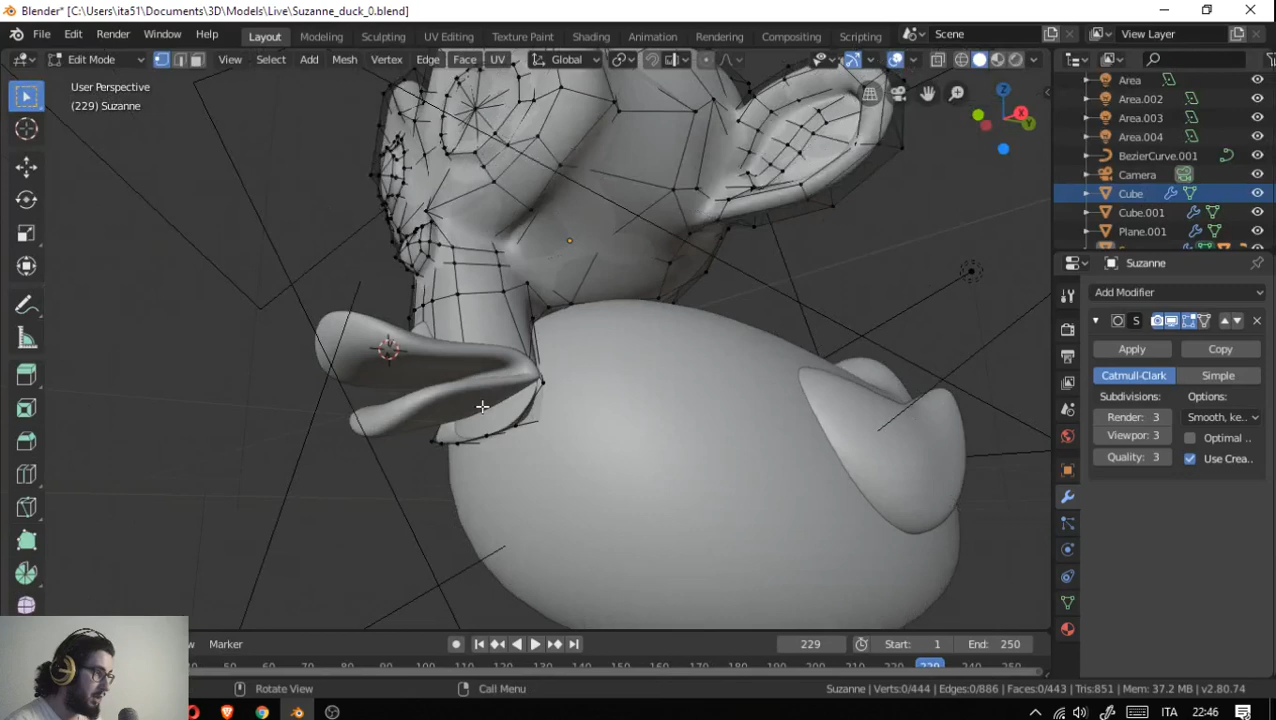 Blender* [C:\Users\ita51\Documents\3D\Models\Live\Suzanne_duck_0.blend]
File Edit Render Window Help Layout Modeling Sculpting UV Editing Texture Paint Shading Animation Rendering Compositing Scripting Scene View Layer
Edit Mode View Select Add Mesh Vertex Edge Face UV Global
User Perspective
(229) Suzanne
Z
X
Y
Area
Area.002
Area.003
Area.004
BezierCurve.001
Camera
Cube
Cube.001
Plane.001
Suzanne
Add Modifier
S
Apply Copy
Catmull-Clark Simple
Subdivisions: Options:
Render: 3 Smooth, ke..
Viewpor: 3 Optimal ..
Quality: 3 Use Crea..
Marker 229 Start: 1 End: 250
50 60 70 80 90 100 110 120 130 140 150 160 170 180 190 200 210 220 229 240 250
Rotate View Call Menu Suzanne | Verts:0/444 | Edges:0/886 | Faces:0/443 | Tris:851 | Mem: 37.2 MB | v2.80.74
ITA 22:46